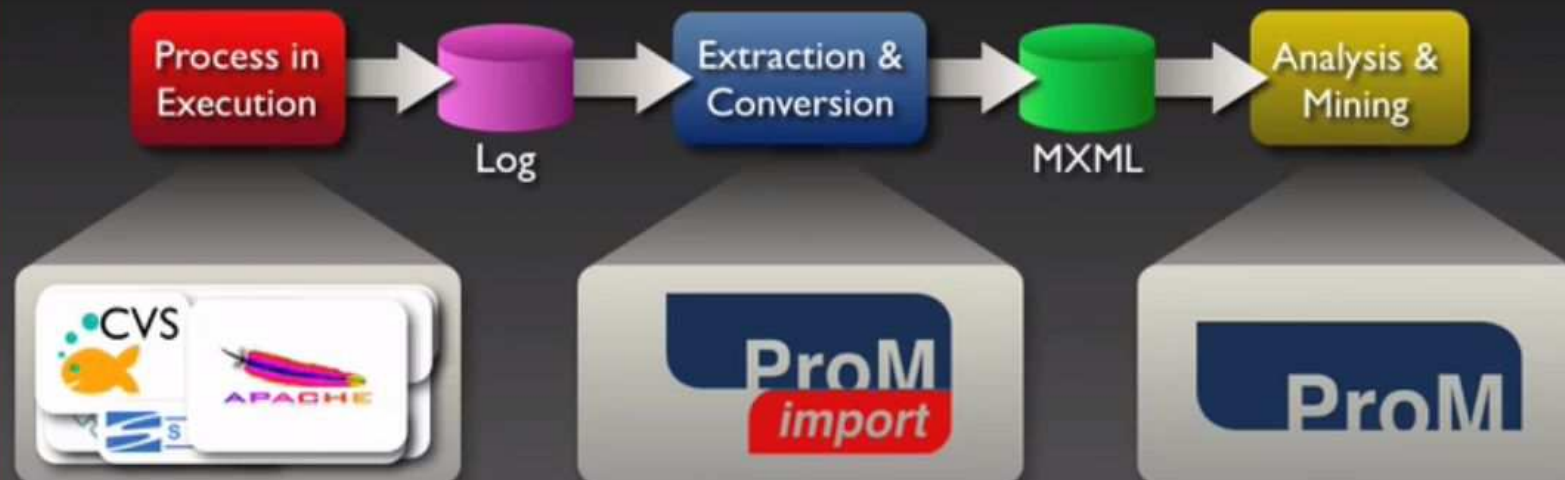 Process in
Execution
Log
Extraction &
Conversion
MXML
Analysis &
Mining
CVS
APACHE
S
ProM
import
ProM